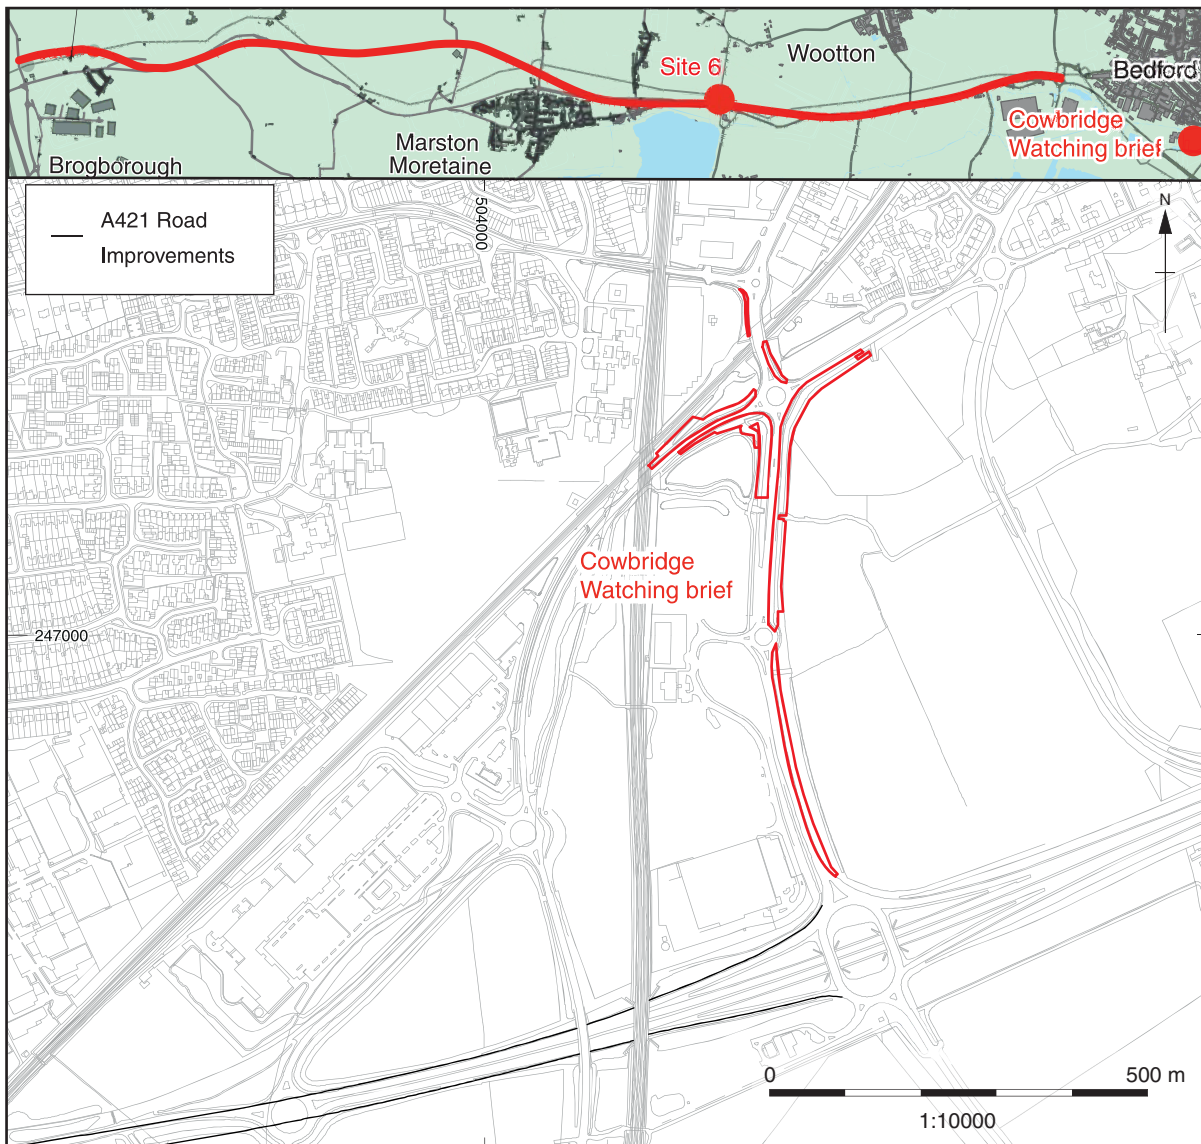 Site 6
Wootton
Bedford
Cowbridge
Watching brief
Marston
Moretaine
Brogborough
A421 Road
Improvements
504000
N
Cowbridge
Watching brief
247000
0
500 m
1:10000